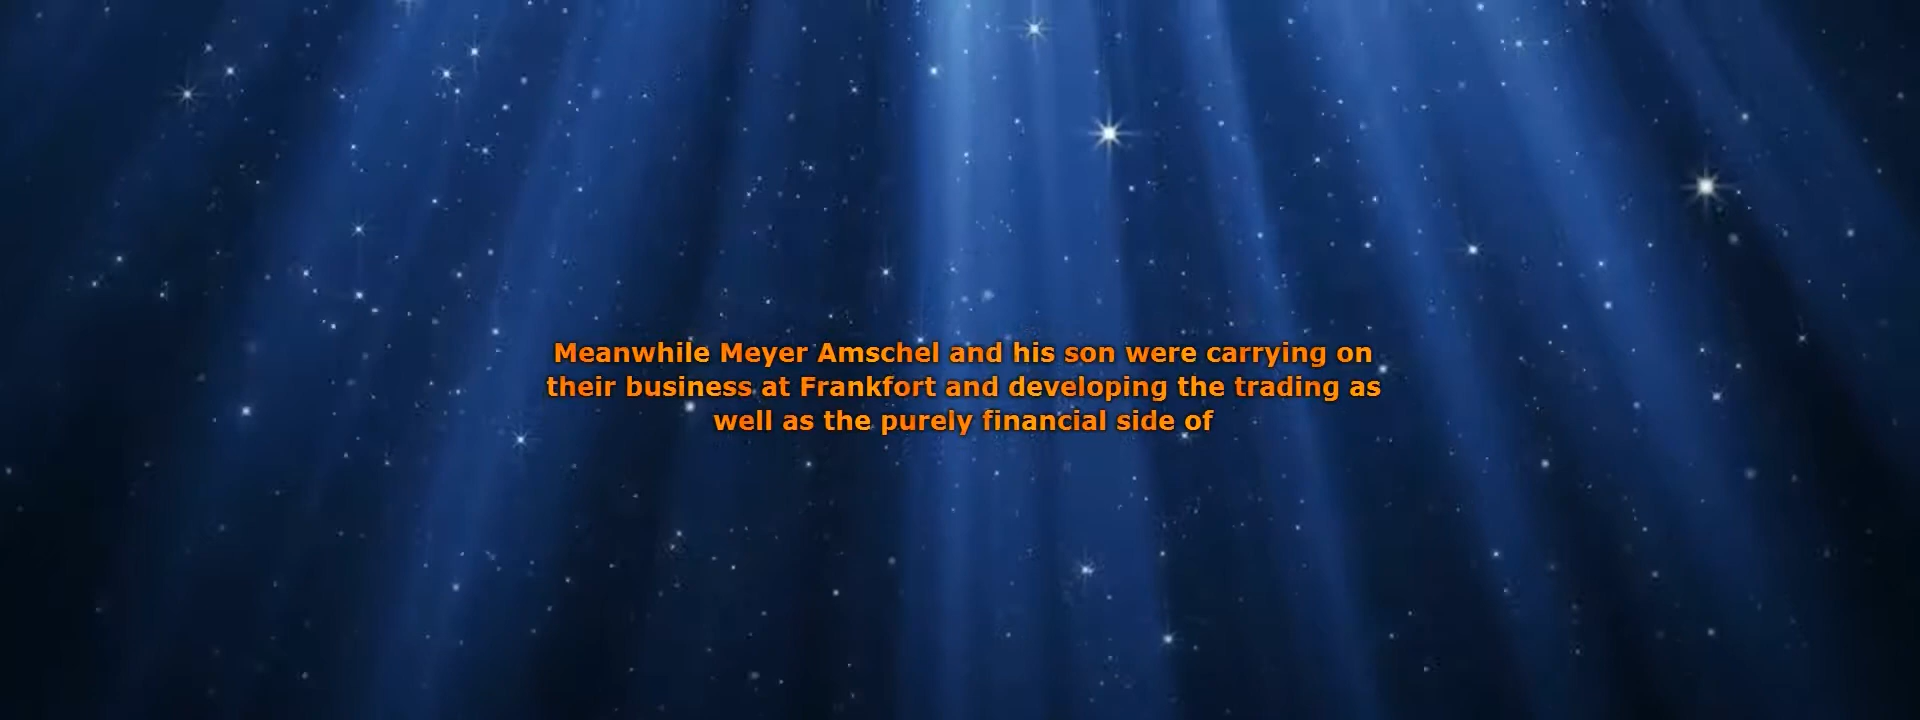 Meanwhile Meyer Amschel and his son were carrying on
their business at Frankfort and developing the trading as
well as the purely financial side of